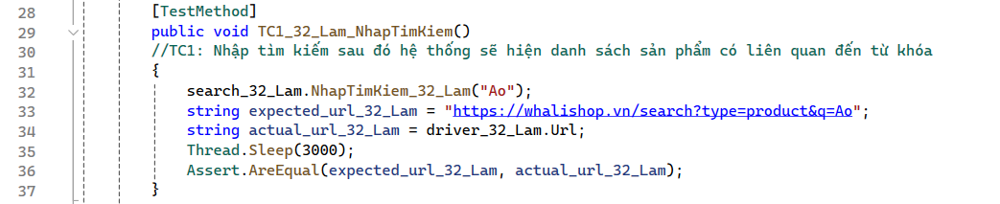 28 [TestMethod]
29 public void TC1_32_Lam_NhapTimKiem()
30 //TC1: Nhập tìm kiếm sau đó hệ thống sẽ hiện danh sách sản phẩm có liên quan đến từ khóa
31 {
32 search_32_Lam.NhapTimKiem_32_Lam("Ao");
33 string expected_url_32_Lam = "https://whalishop.vn/search?type=product&q=Ao";
34 string actual_url_32_Lam = driver_32_Lam.Url;
35 Thread.Sleep(3000);
36 Assert.AreEqual(expected_url_32_Lam, actual_url_32_Lam);
37 }